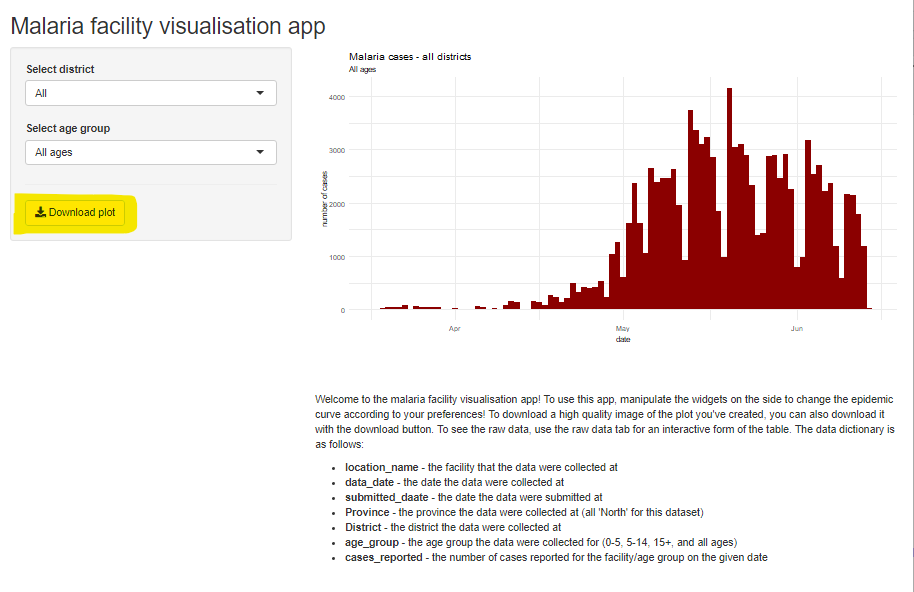 Malaria facility visualisation app
Select district
All
Select age group
All ages
Download plot
Malaria cases - all districts
All ages
4000
3000
2000
1000
0
number of cases
Apr
May
Jun
date
Welcome to the malaria facility visualisation app! To use this app, manipulate the widgets on the side to change the epidemic
curve according to your preferences! To download a high quality image of the plot you've created, you can also download it
with the download button. To see the raw data, use the raw data tab for an interactive form of the table. The data dictionary is
as follows:
• location_name - the facility that the data were collected at
• data_date - the date the data were collected at
• submitted_daate - the date the data were submitted at
• Province - the province the data were collected at (all 'North' for this dataset)
• District - the district the data were collected at
• age_group - the age group the data were collected for (0-5, 5-14, 15+, and all ages)
• cases_reported - the number of cases reported for the facility/age group on the given date